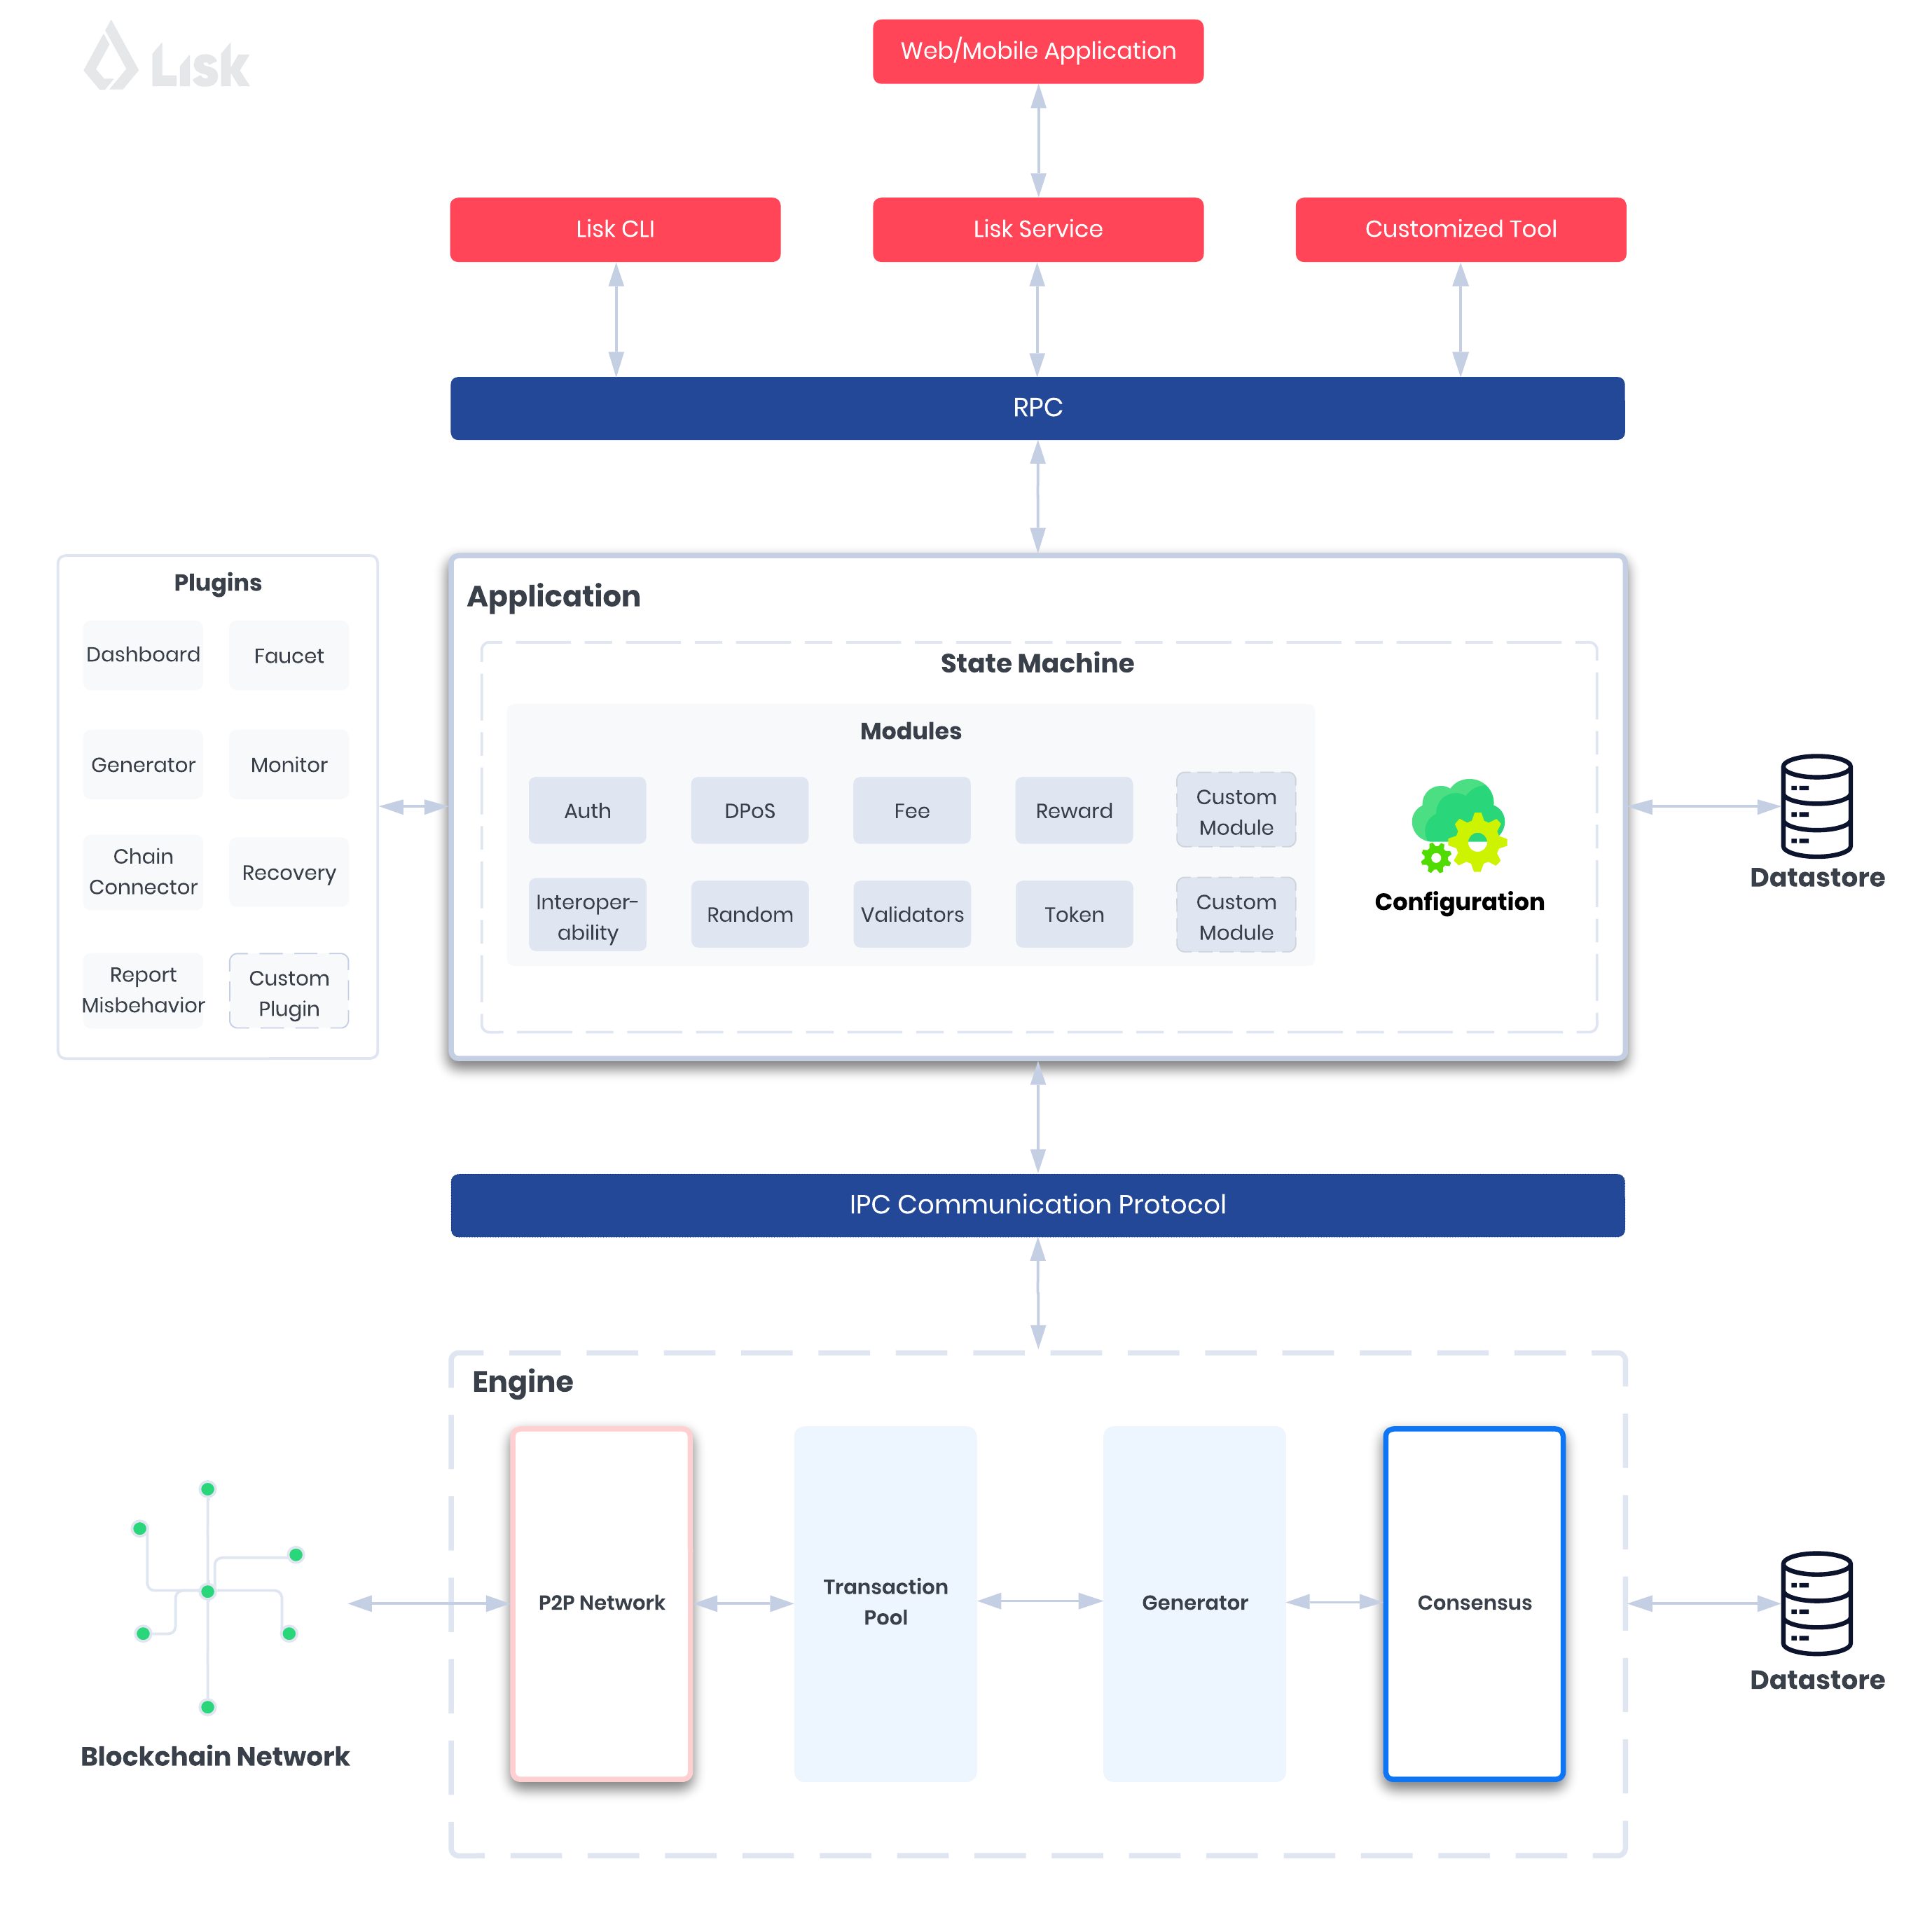 Lisk
Web/Mobile Application
Lisk CLI
Lisk Service
Customized Tool
RPC
Plugins
Dashboard
Faucet
Generator
Monitor
Chain
Connector
Recovery
Report
Misbehavior
Custom
Plugin
Application
State Machine
Modules
Auth
DPoS
Fee
Reward
Custom
Module
Interoper-
ability
Random
Validators
Token
Custom
Module
Configuration
Datastore
IPC Communication Protocol
Engine
P2P Network
Transaction
Pool
Generator
Consensus
Blockchain Network
Datastore